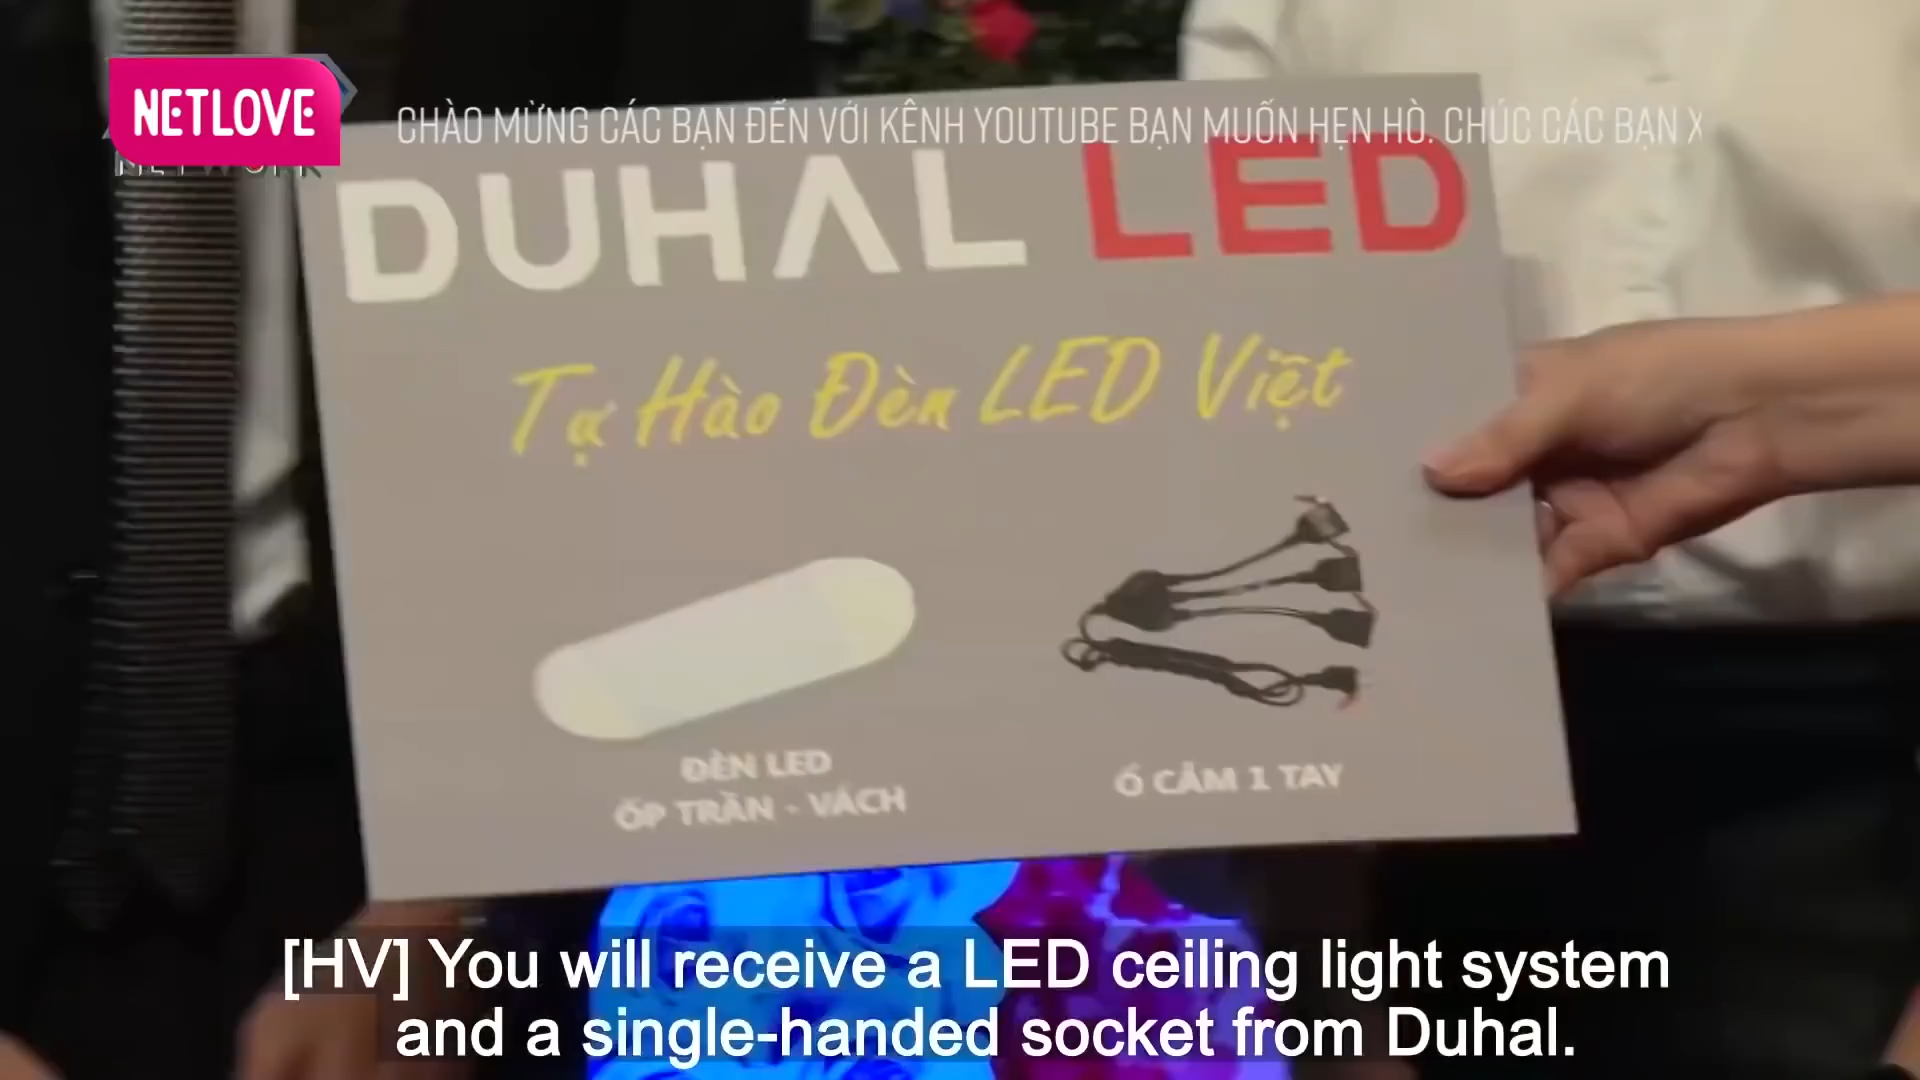 NETLOVE
NETWORK
CHÀO MỪNG CÁC BẠN ĐẾN VỚI KÊNH YOUTUBE BẠN MUỐN HẸN HÒ. CHÚC CÁC BẠN X
DUHAL LED
Tự Hào Đèn LED Việt
ĐÈN LED
ỐP TRẦN - VÁCH
Ổ CẮM 1 TAY
[HV] You will receive a LED ceiling light system
and a single-handed socket from Duhal.